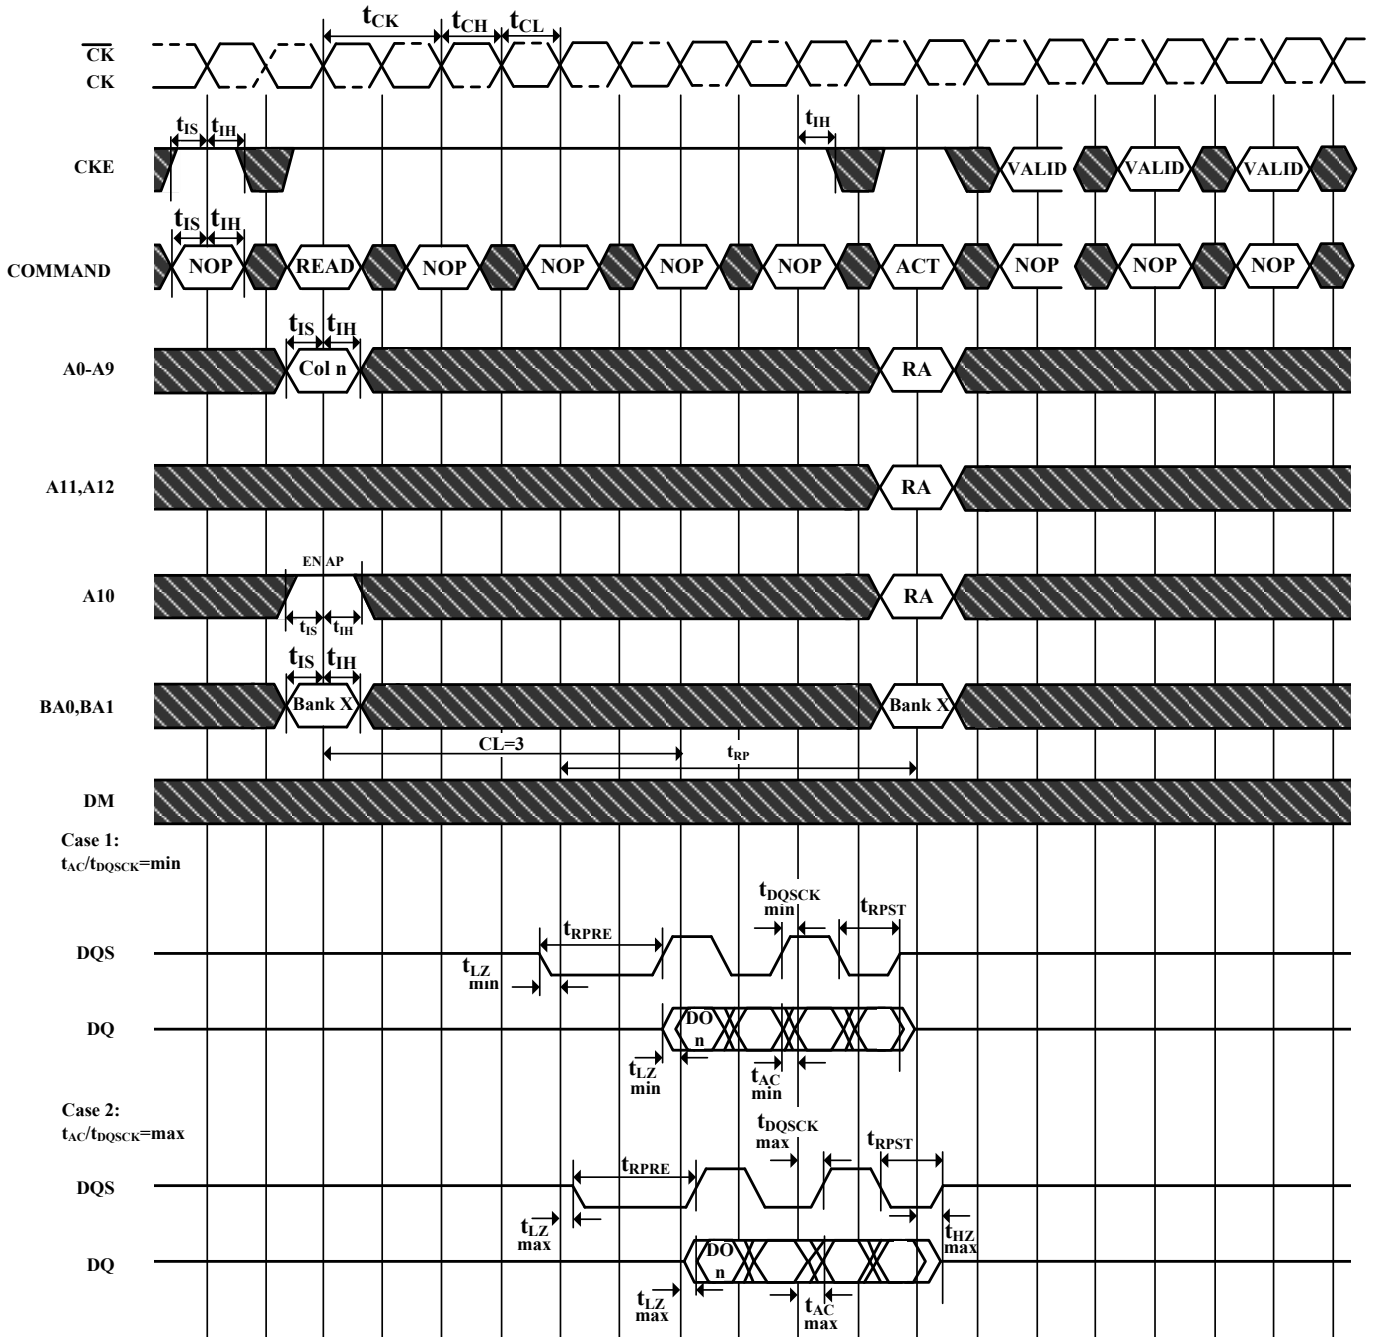 tCK tCH tCL
CK
CK
tIS tIH tIH
CKE VALID VALID VALID
tIS tIH
COMMAND NOP READ NOP NOP NOP NOP ACT NOP NOP NOP
tIS tIH
A0-A9 Col n RA
A11,A12 RA
EN AP
A10 RA
tIS tIH
tIS tIH
BA0,BA1 Bank X Bank X
CL=3 tRP
DM
Case 1:
tAC/tDQSCK=min
tDQSCK min tRPST
tRPRE
DQS
tLZ min
DQ DO n
tLZ min tAC min
Case 2:
tAC/tDQSCK=max
tDQSCK max tRPST
tRPRE
DQS
tLZ max tHZ max
DQ DO n
tLZ max tAC max